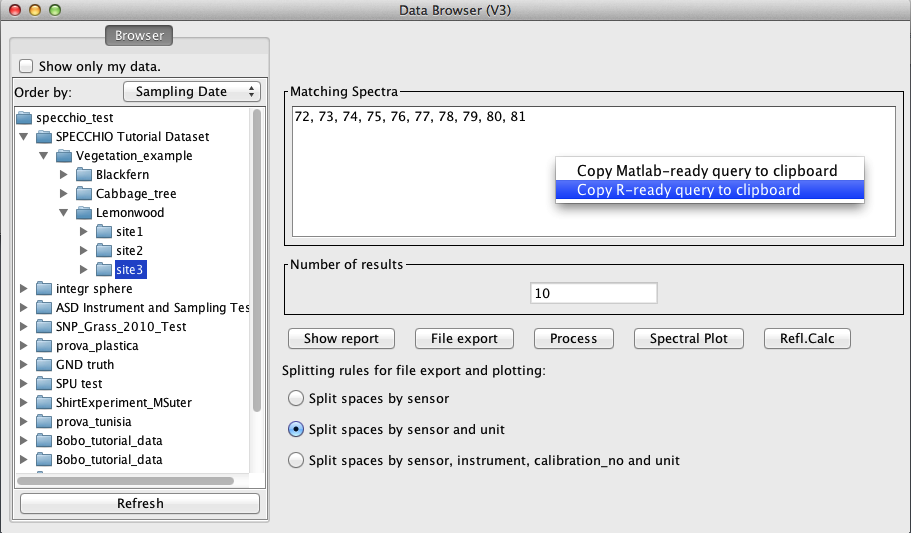 Data Browser (V3)
Browser
Show only my data.
Order by: Sampling Date
specchio_test
SPECCHIO Tutorial Dataset
Vegetation_example
Blackfern
Cabbage_tree
Lemonwood
site1
site2
site3
integr sphere
ASD Instrument and Sampling Tes
SNP_Grass_2010_Test
prova_plastica
GND truth
SPU test
ShirtExperiment_MSuter
prova_tunisia
Bobo_tutorial_data
Bobo_tutorial_data
Refresh
Matching Spectra
72, 73, 74, 75, 76, 77, 78, 79, 80, 81
Copy Matlab-ready query to clipboard
Copy R-ready query to clipboard
Number of results
10
Show report File export Process Spectral Plot Refl.Calc
Splitting rules for file export and plotting:
Split spaces by sensor
Split spaces by sensor and unit
Split spaces by sensor, instrument, calibration_no and unit